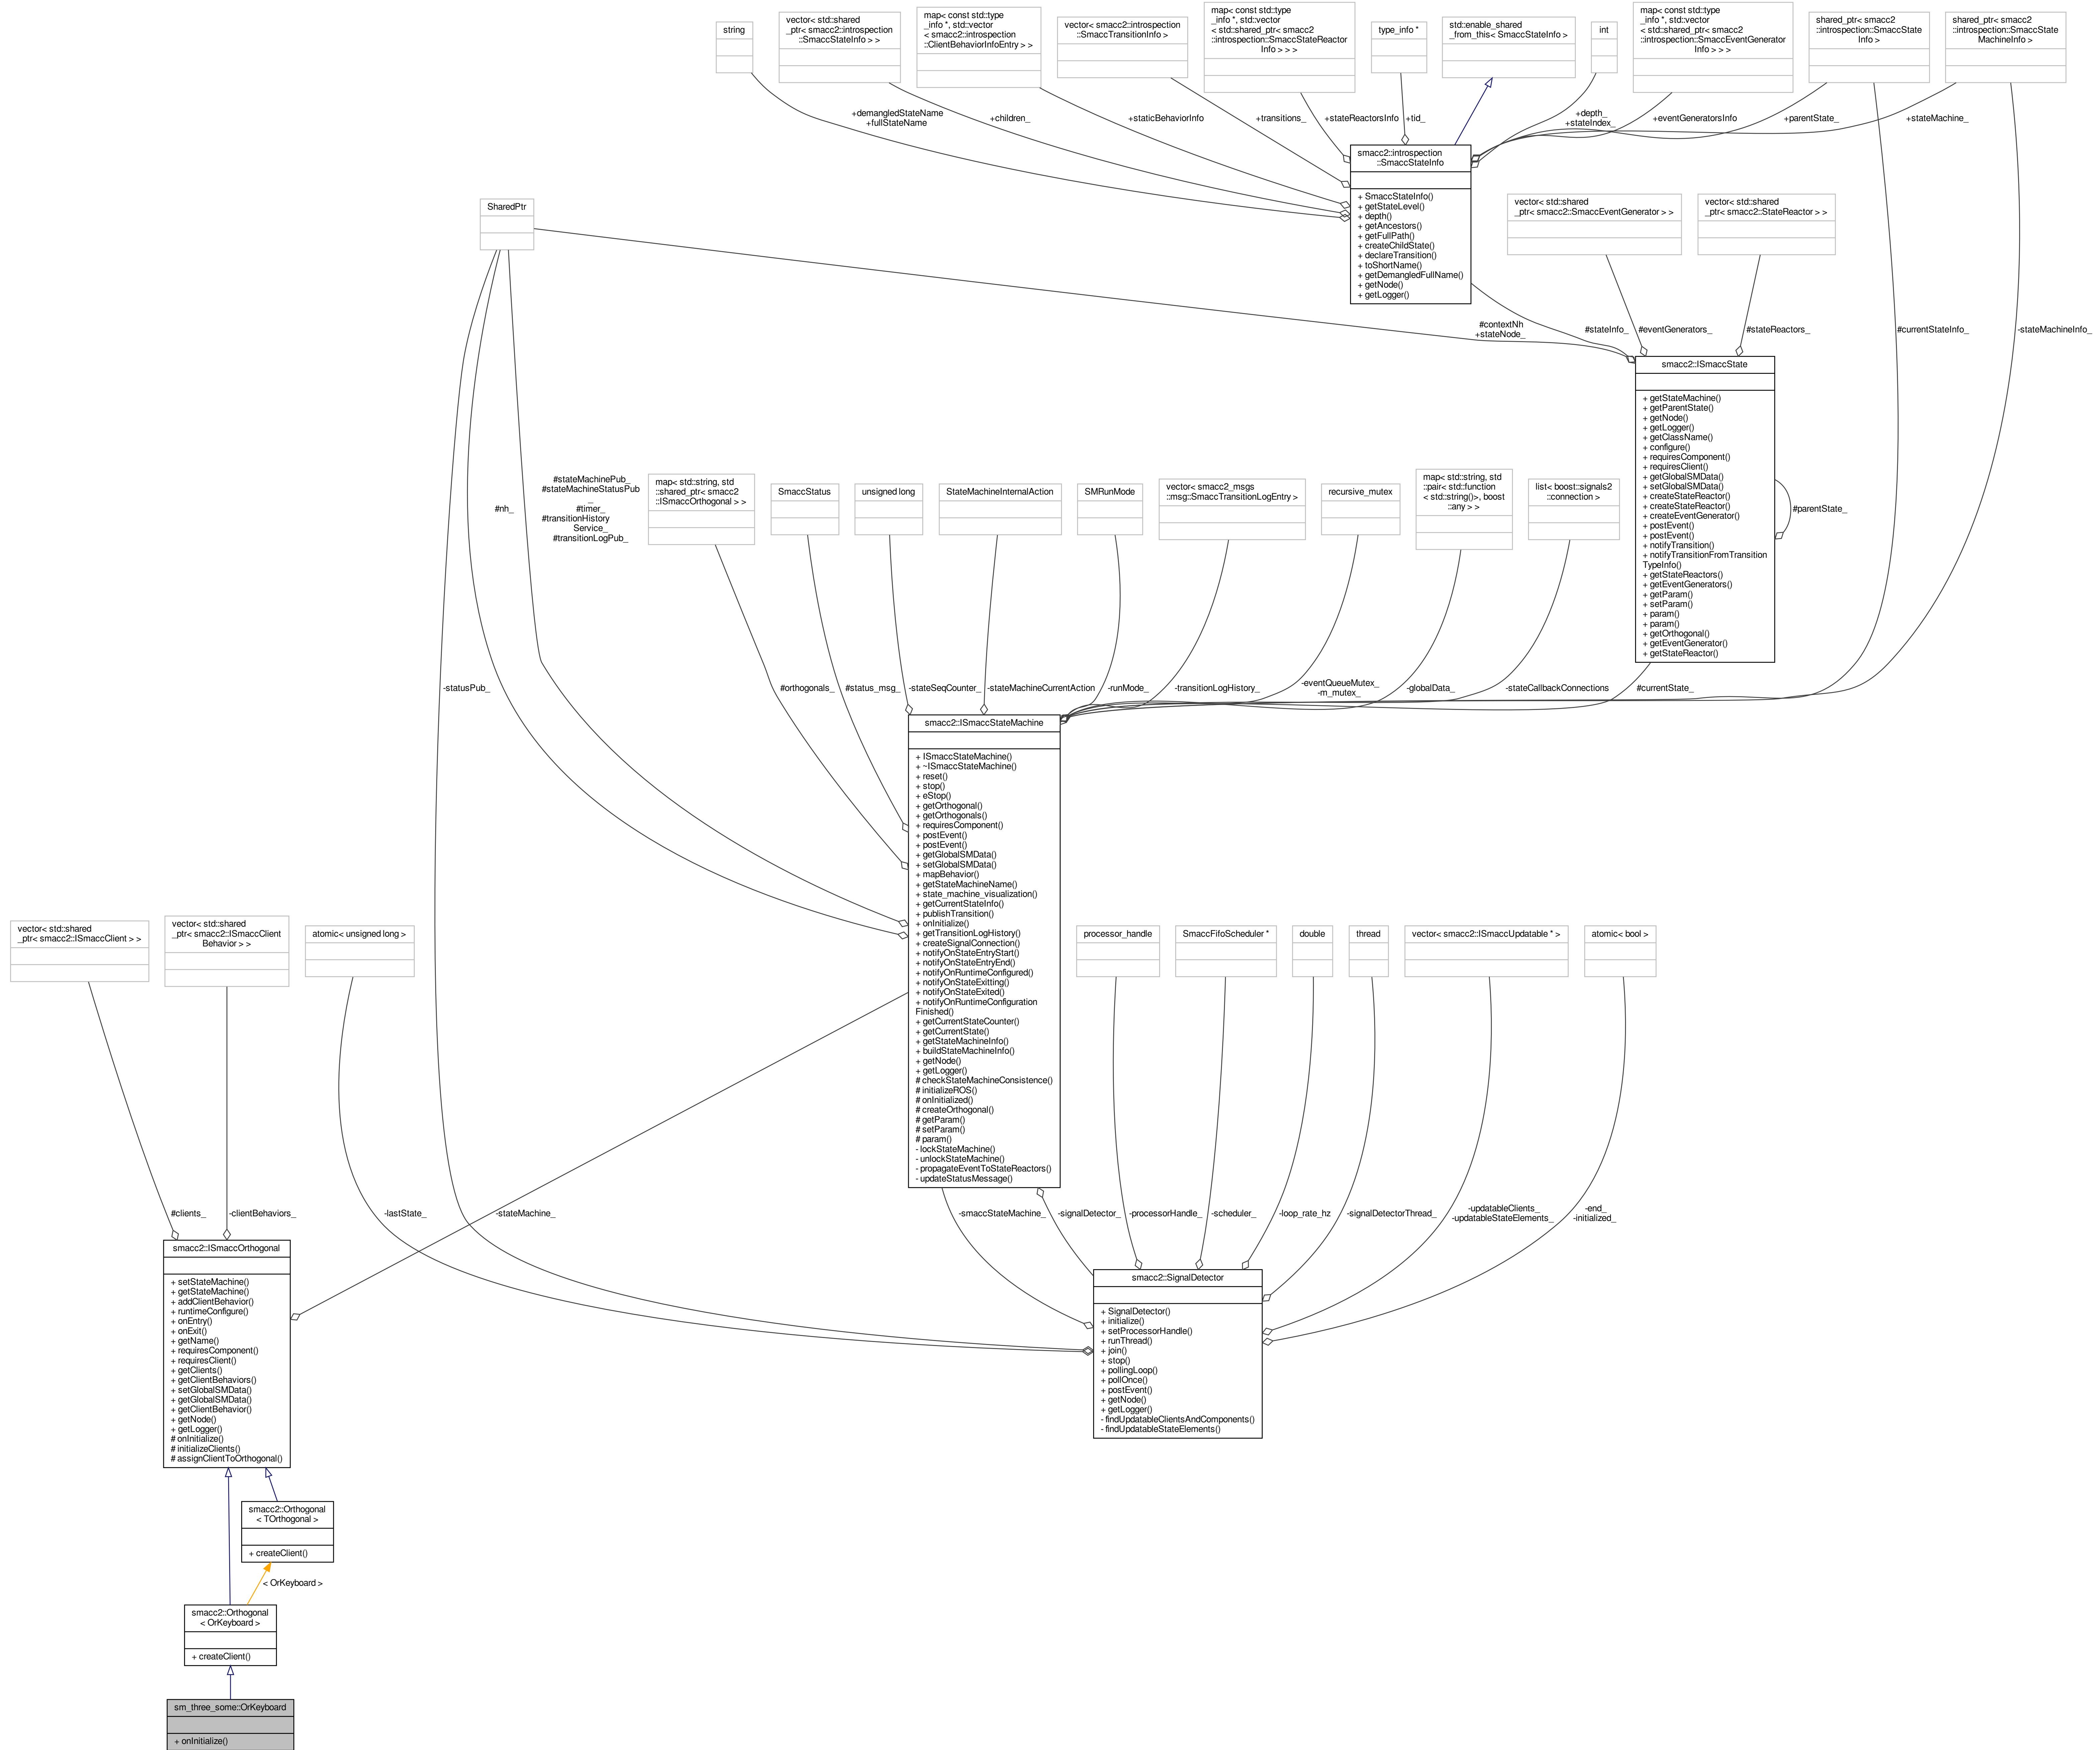 string
vector< std::shared
_ptr< smacc2::introspection
::SmaccStateInfo > >
map< const std::type
_info *, std::vector
< smacc2::introspection
::ClientBehaviorInfoEntry > >
vector< smacc2::introspection
::SmaccTransitionInfo >
map< const std::type
_info *, std::vector
< std::shared_ptr< smacc2
::introspection::SmaccStateReactor
Info > > >
type_info *
std::enable_shared
_from_this< SmaccStateInfo >
int
map< const std::type
_info *, std::vector
< std::shared_ptr< smacc2
::introspection::SmaccEventGenerator
Info > > >
shared_ptr< smacc2
::introspection::SmaccState
Info >
shared_ptr< smacc2
::introspection::SmaccState
MachineInfo >
+demangledStateName
+fullStateName
+children_
+staticBehaviorInfo
+transitions_
+stateReactorsInfo
+tid_
+depth_
+stateIndex_
+eventGeneratorsInfo
+parentState_
+stateMachine_
smacc2::introspection
::SmaccStateInfo
+ SmaccStateInfo()
+ getStateLevel()
+ depth()
+ getAncestors()
+ getFullPath()
+ createChildState()
+ declareTransition()
+ toShortName()
+ getDemangledFullName()
+ getNode()
+ getLogger()
SharedPtr
vector< std::shared
_ptr< smacc2::SmaccEventGenerator > >
vector< std::shared
_ptr< smacc2::StateReactor > >
#contextNh
+stateNode_
#stateInfo_
#eventGenerators_
#stateReactors_
#currentStateInfo_
-stateMachineInfo_
smacc2::ISmaccState
+ getStateMachine()
+ getParentState()
+ getNode()
+ getLogger()
+ getClassName()
+ configure()
+ requiresComponent()
+ requiresClient()
+ getGlobalSMData()
+ setGlobalSMData()
+ createStateReactor()
+ createStateReactor()
+ createEventGenerator()
+ postEvent()
+ postEvent()
+ notifyTransition()
+ notifyTransitionFromTransition
TypeInfo()
+ getStateReactors()
+ getEventGenerators()
+ getParam()
+ setParam()
+ param()
+ param()
+ getOrthogonal()
+ getEventGenerator()
+ getStateReactor()
#parentState_
#nh_
#stateMachinePub_
#stateMachineStatusPub
_
#timer_
#transitionHistory
Service_
#transitionLogPub_
map< std::string, std
::shared_ptr< smacc2
::ISmaccOrthogonal > >
SmaccStatus
unsigned long
StateMachineInternalAction
SMRunMode
vector< smacc2_msgs
::msg::SmaccTransitionLogEntry >
recursive_mutex
map< std::string, std
::pair< std::function
< std::string()>, boost
::any > >
list< boost::signals2
::connection >
-statusPub_
#orthogonals_
#status_msg_
-stateSeqCounter_
-stateMachineCurrentAction
-runMode_
-transitionLogHistory_
-eventQueueMutex_
-m_mutex_
-globalData_
-stateCallbackConnections
#currentState_
smacc2::ISmaccStateMachine
+ ISmaccStateMachine()
+ ~ISmaccStateMachine()
+ reset()
+ stop()
+ eStop()
+ getOrthogonal()
+ getOrthogonals()
+ requiresComponent()
+ postEvent()
+ postEvent()
+ getGlobalSMData()
+ setGlobalSMData()
+ mapBehavior()
+ getStateMachineName()
+ state_machine_visualization()
+ getCurrentStateInfo()
+ publishTransition()
+ onInitialize()
+ getTransitionLogHistory()
+ createSignalConnection()
+ notifyOnStateEntryStart()
+ notifyOnStateEntryEnd()
+ notifyOnRuntimeConfigured()
+ notifyOnStateExitting()
+ notifyOnStateExited()
+ notifyOnRuntimeConfiguration
Finished()
+ getCurrentStateCounter()
+ getCurrentState()
+ getStateMachineInfo()
+ buildStateMachineInfo()
+ getNode()
+ getLogger()
# checkStateMachineConsistence()
# initializeROS()
# onInitialized()
# createOrthogonal()
# getParam()
# setParam()
# param()
- lockStateMachine()
- unlockStateMachine()
- propagateEventToStateReactors()
- updateStatusMessage()
vector< std::shared
_ptr< smacc2::ISmaccClient > >
vector< std::shared
_ptr< smacc2::ISmaccClient
Behavior > >
atomic< unsigned long >
processor_handle
SmaccFifoScheduler *
double
thread
vector< smacc2::ISmaccUpdatable * >
atomic< bool >
#clients_
-clientBehaviors_
-lastState_
-stateMachine_
-smaccStateMachine_
-signalDetector_
-processorHandle_
-scheduler_
-loop_rate_hz
-signalDetectorThread_
-updatableClients_
-updatableStateElements_
-end_
-initialized_
smacc2::ISmaccOrthogonal
+ setStateMachine()
+ getStateMachine()
+ addClientBehavior()
+ runtimeConfigure()
+ onEntry()
+ onExit()
+ getName()
+ requiresComponent()
+ requiresClient()
+ getClients()
+ getClientBehaviors()
+ setGlobalSMData()
+ getGlobalSMData()
+ getClientBehavior()
+ getNode()
+ getLogger()
# onInitialize()
# initializeClients()
# assignClientToOrthogonal()
smacc2::SignalDetector
+ SignalDetector()
+ initialize()
+ setProcessorHandle()
+ runThread()
+ join()
+ stop()
+ pollingLoop()
+ pollOnce()
+ postEvent()
+ getNode()
+ getLogger()
- findUpdatableClientsAndComponents()
- findUpdatableStateElements()
smacc2::Orthogonal
< TOrthogonal >
+ createClient()
< OrKeyboard >
smacc2::Orthogonal
< OrKeyboard >
+ createClient()
sm_three_some::OrKeyboard
+ onInitialize()